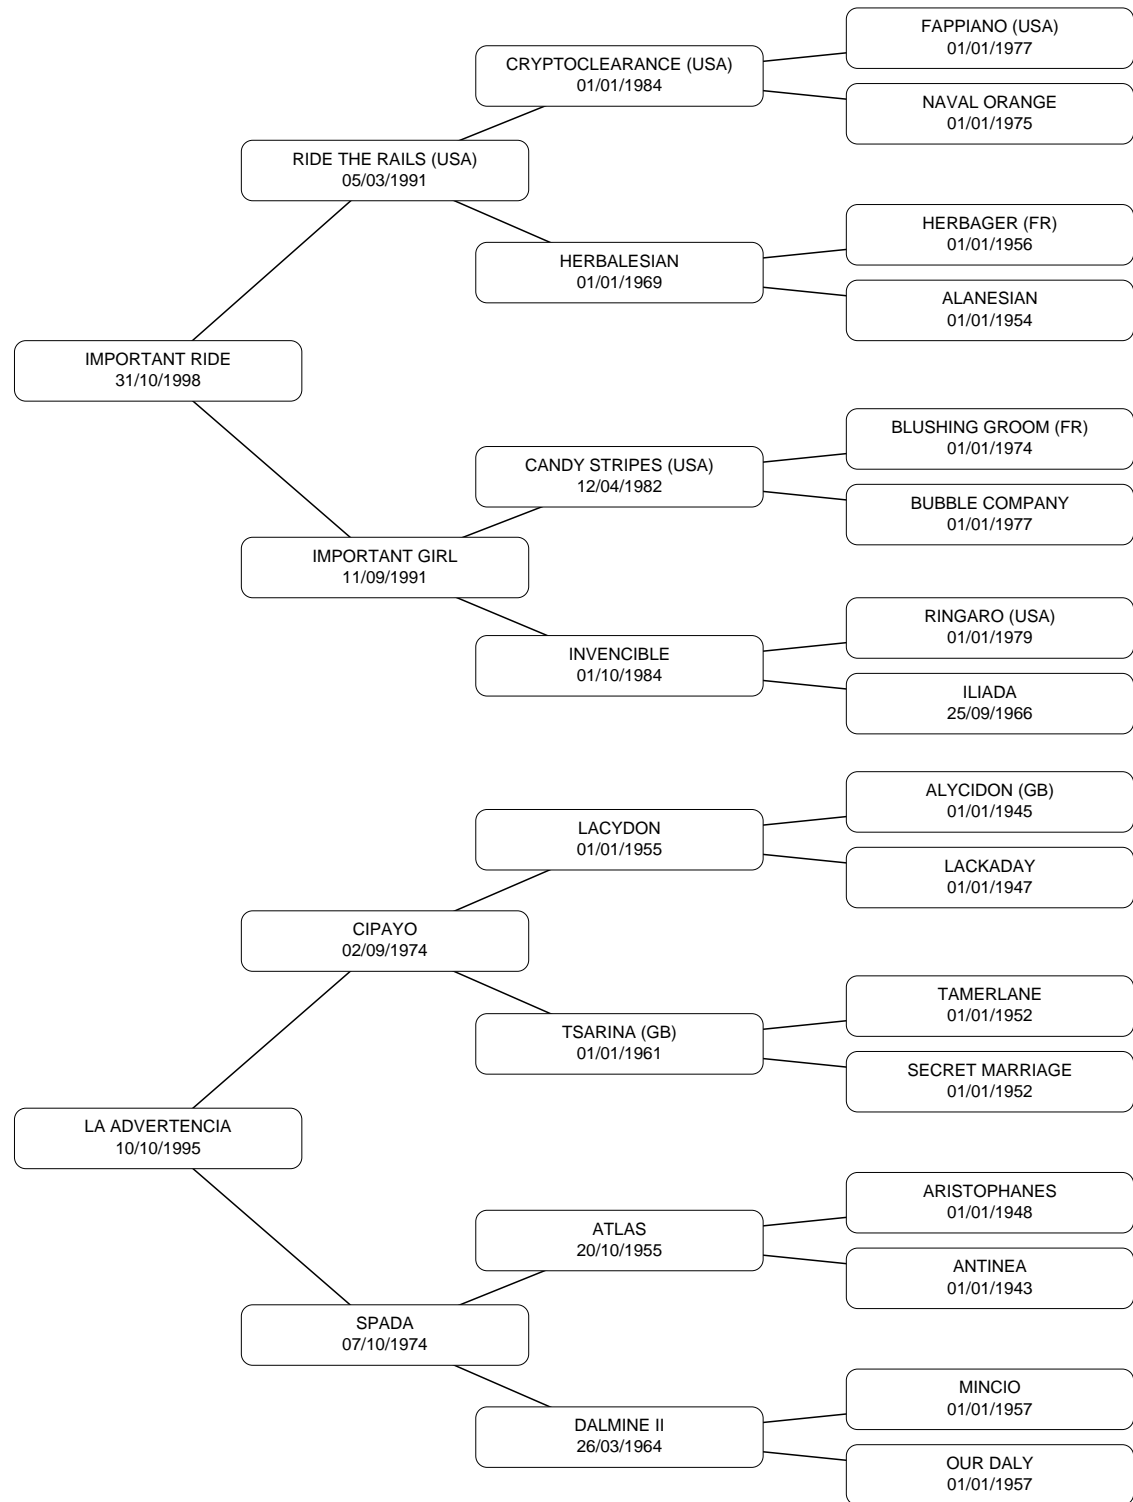 FAPPIANO (USA)
01/01/1977
CRYPTOCLEARANCE (USA)
01/01/1984
NAVAL ORANGE
01/01/1975
RIDE THE RAILS (USA)
05/03/1991
HERBAGER (FR)
01/01/1956
HERBALESIAN
01/01/1969
ALANESIAN
01/01/1954
IMPORTANT RIDE
31/10/1998
BLUSHING GROOM (FR)
01/01/1974
CANDY STRIPES (USA)
12/04/1982
BUBBLE COMPANY
01/01/1977
IMPORTANT GIRL
11/09/1991
RINGARO (USA)
01/01/1979
INVENCIBLE
01/10/1984
ILIADA
25/09/1966
ALYCIDON (GB)
01/01/1945
LACYDON
01/01/1955
LACKADAY
01/01/1947
CIPAYO
02/09/1974
TAMERLANE
01/01/1952
TSARINA (GB)
01/01/1961
SECRET MARRIAGE
01/01/1952
LA ADVERTENCIA
10/10/1995
ARISTOPHANES
01/01/1948
ATLAS
20/10/1955
ANTINEA
01/01/1943
SPADA
07/10/1974
MINCIO
01/01/1957
DALMINE II
26/03/1964
OUR DALY
01/01/1957